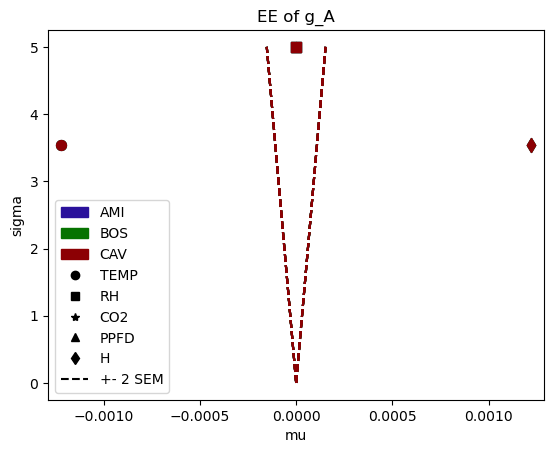 EE of g_A
5
4
3
2
1
0
sigma
AMI
BOS
CAV
TEMP
RH
CO2
PPFD
H
+- 2 SEM
−0.0010 −0.0005 0.0000 0.0005 0.0010
mu